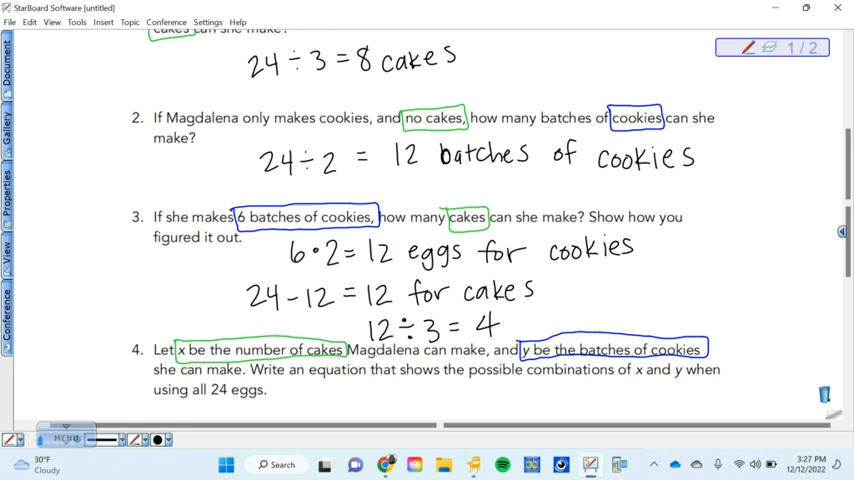 StarBoard Software [untitled]
File Edit View Tools Insert Topic Conference Settings Help
Document
Gallery
Properties
View
Conference
1/2
cakes can she make?
24 ÷ 3 = 8 cakes
2. If Magdalena only makes cookies, and no cakes, how many batches of cookies can she
make?
24 ÷ 2 = 12 batches of cookies
3. If she makes 6 batches of cookies, how many cakes can she make? Show how you
figured it out.
6 • 2 = 12 eggs for cookies
24 - 12 = 12 for cakes
12 ÷ 3 = 4
4. Let x be the number of cakes Magdalena can make, and y be the batches of cookies
she can make. Write an equation that shows the possible combinations of x and y when
using all 24 eggs.
MENU
30°F
Cloudy
Search
3:27 PM
12/12/2022